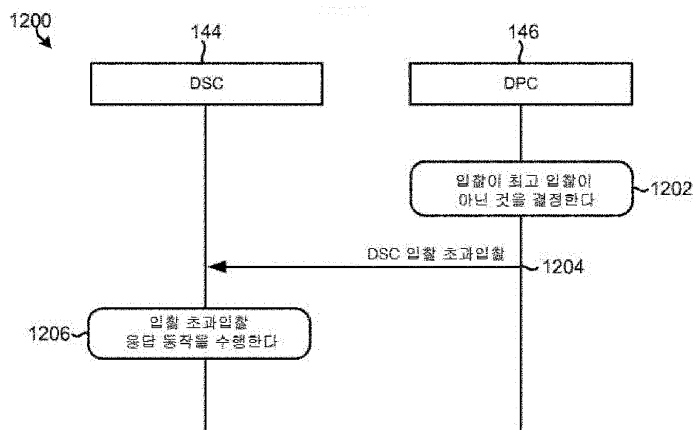 1200
144
146
DSC
DPC
입찰이 최고 입찰이
아닌 것을 결정한다
1202
DSC 입찰 초과입찰
1204
1206
입찰 초과입찰
응답 동작을 수행한다